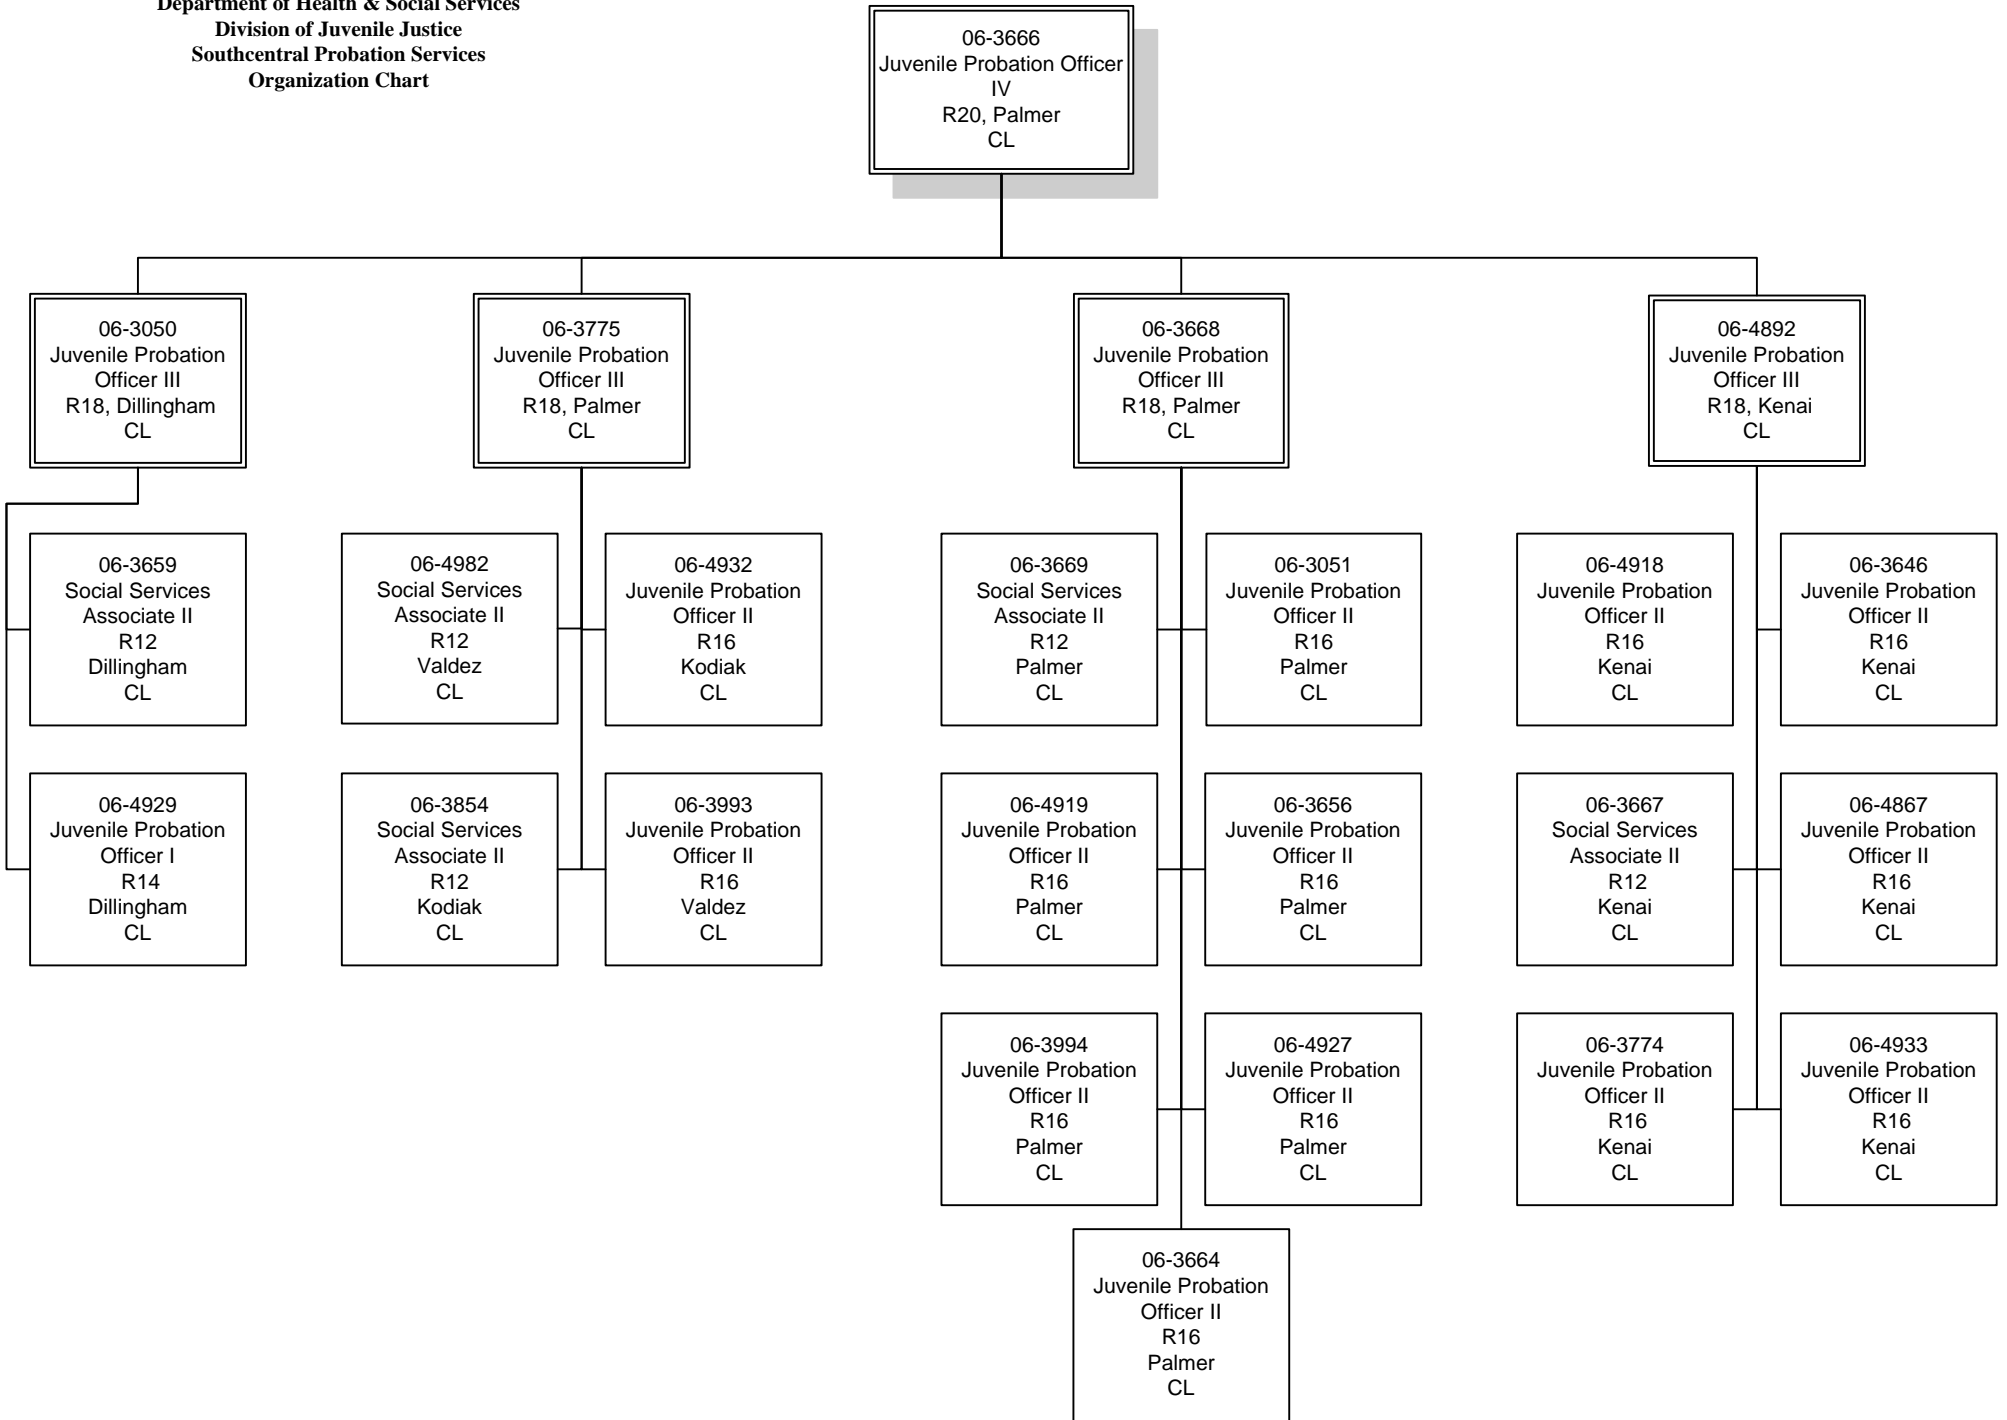 Department of Health & Social Services
Division of Juvenile Justice
Southcentral Probation Services
Organization Chart
06-3666
Juvenile Probation Officer
IV
R20, Palmer
CL
06-3050
Juvenile Probation
Officer III
R18, Dillingham
CL
06-3775
Juvenile Probation
Officer III
R18, Palmer
CL
06-3668
Juvenile Probation
Officer III
R18, Palmer
CL
06-4892
Juvenile Probation
Officer III
R18, Kenai
CL
06-3659
Social Services
Associate II
R12
Dillingham
CL
06-4982
Social Services
Associate II
R12
Valdez
CL
06-4932
Juvenile Probation
Officer II
R16
Kodiak
CL
06-3669
Social Services
Associate II
R12
Palmer
CL
06-3051
Juvenile Probation
Officer II
R16
Palmer
CL
06-4918
Juvenile Probation
Officer II
R16
Kenai
CL
06-3646
Juvenile Probation
Officer II
R16
Kenai
CL
06-4929
Juvenile Probation
Officer I
R14
Dillingham
CL
06-3854
Social Services
Associate II
R12
Kodiak
CL
06-3993
Juvenile Probation
Officer II
R16
Valdez
CL
06-4919
Juvenile Probation
Officer II
R16
Palmer
CL
06-3656
Juvenile Probation
Officer II
R16
Palmer
CL
06-3667
Social Services
Associate II
R12
Kenai
CL
06-4867
Juvenile Probation
Officer II
R16
Kenai
CL
06-3994
Juvenile Probation
Officer II
R16
Palmer
CL
06-4927
Juvenile Probation
Officer II
R16
Palmer
CL
06-3774
Juvenile Probation
Officer II
R16
Kenai
CL
06-4933
Juvenile Probation
Officer II
R16
Kenai
CL
06-3664
Juvenile Probation
Officer II
R16
Palmer
CL